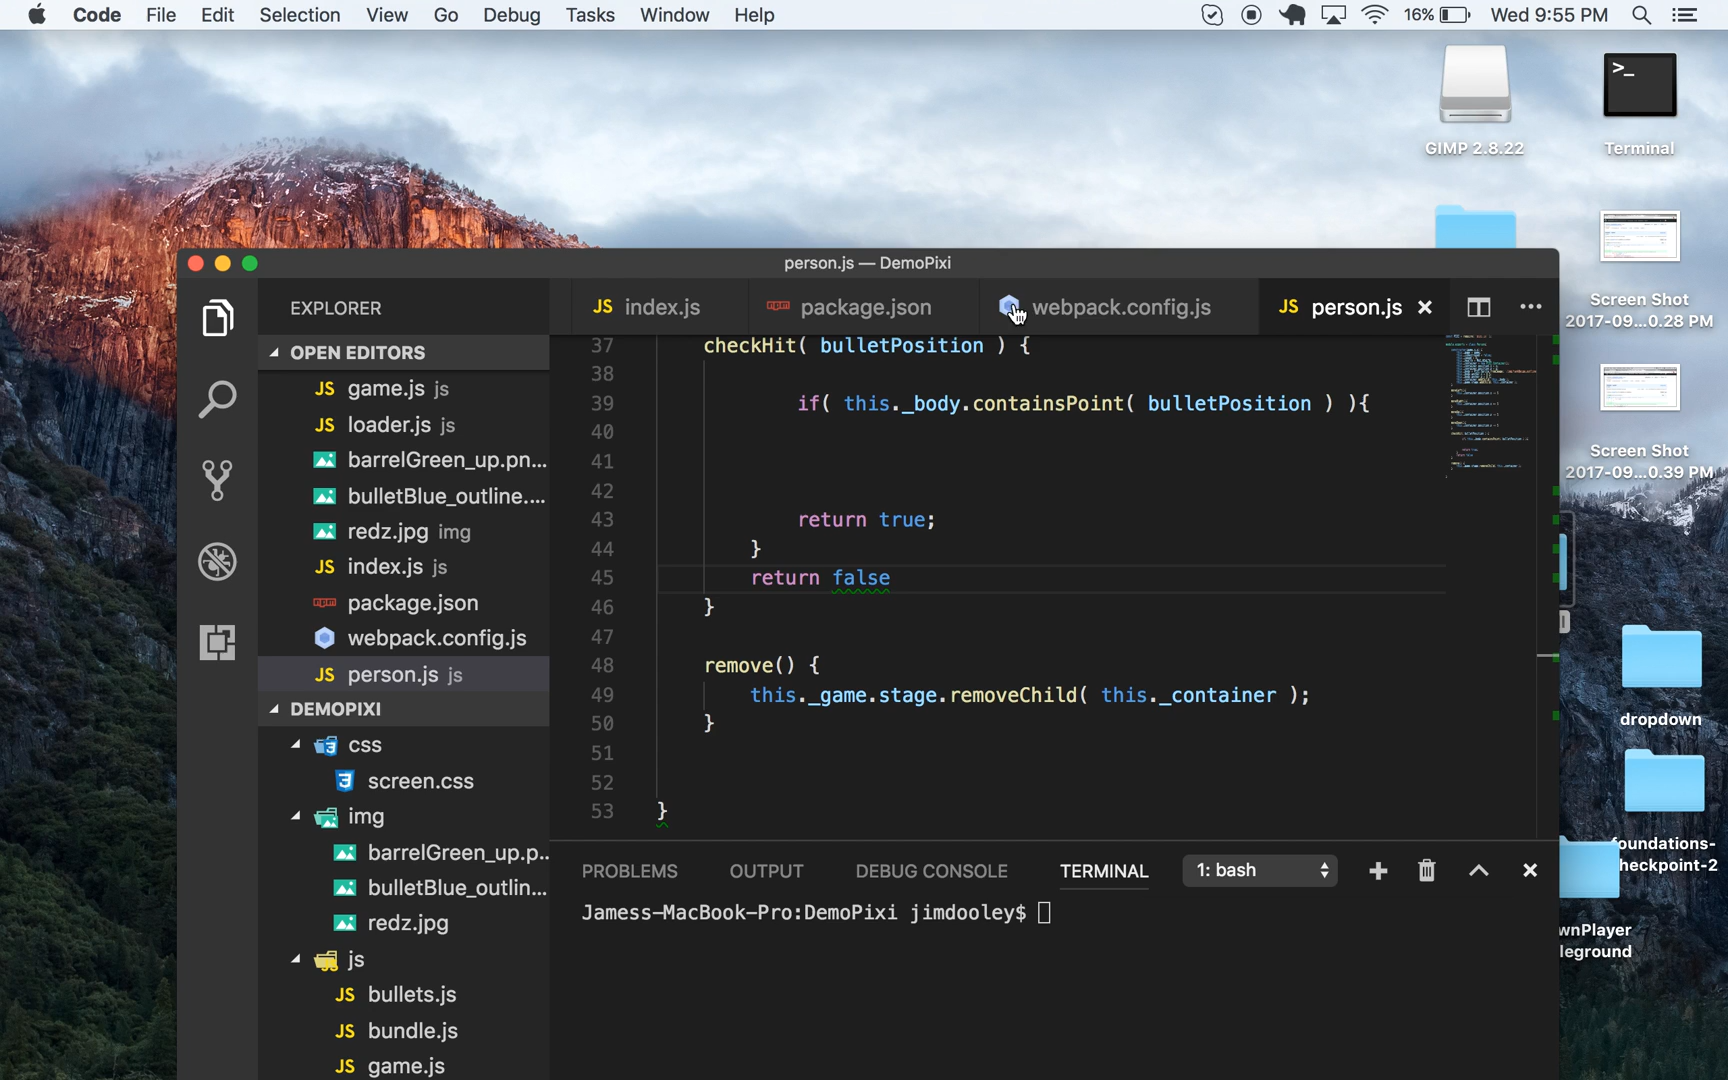 Code File Edit Selection View Go Debug Tasks Window Help 16% Wed 9:55 PM
>_
GIMP 2.8.22 Terminal
Screen Shot
2017-09...0.28 PM
Screen Shot
2017-09...0.39 PM
dropdown
foundations-
heckpoint-2
wnPlayer
leground
person.js — DemoPixi
EXPLORER
JS index.js npm package.json webpack.config.js JS person.js
OPEN EDITORS
JS game.js js
JS loader.js js
barrelGreen_up.pn...
bulletBlue_outline....
redz.jpg img
JS index.js js
npm package.json
webpack.config.js
JS person.js js
DEMOPIXI
css
screen.css
img
barrelGreen_up.p...
bulletBlue_outlin...
redz.jpg
js
JS bullets.js
JS bundle.js
JS game.js
37 checkHit( bulletPosition ) {
38
39 if( this._body.containsPoint( bulletPosition ) ){
40
41
42
43 return true;
44 }
45 return false
46 }
47
48 remove() {
49 this._game.stage.removeChild( this._container );
50 }
51
52
53 }
PROBLEMS OUTPUT DEBUG CONSOLE TERMINAL 1: bash
Jamess-MacBook-Pro:DemoPixi jimdooley$